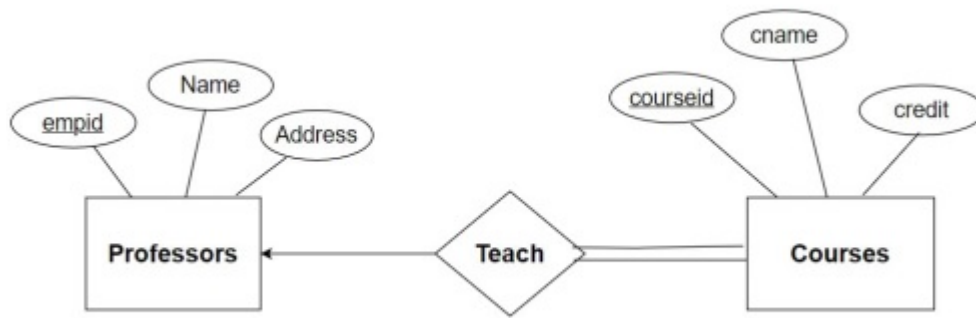 cname
Name
courseid
credit
empid
Address
Professors
Teach
Courses